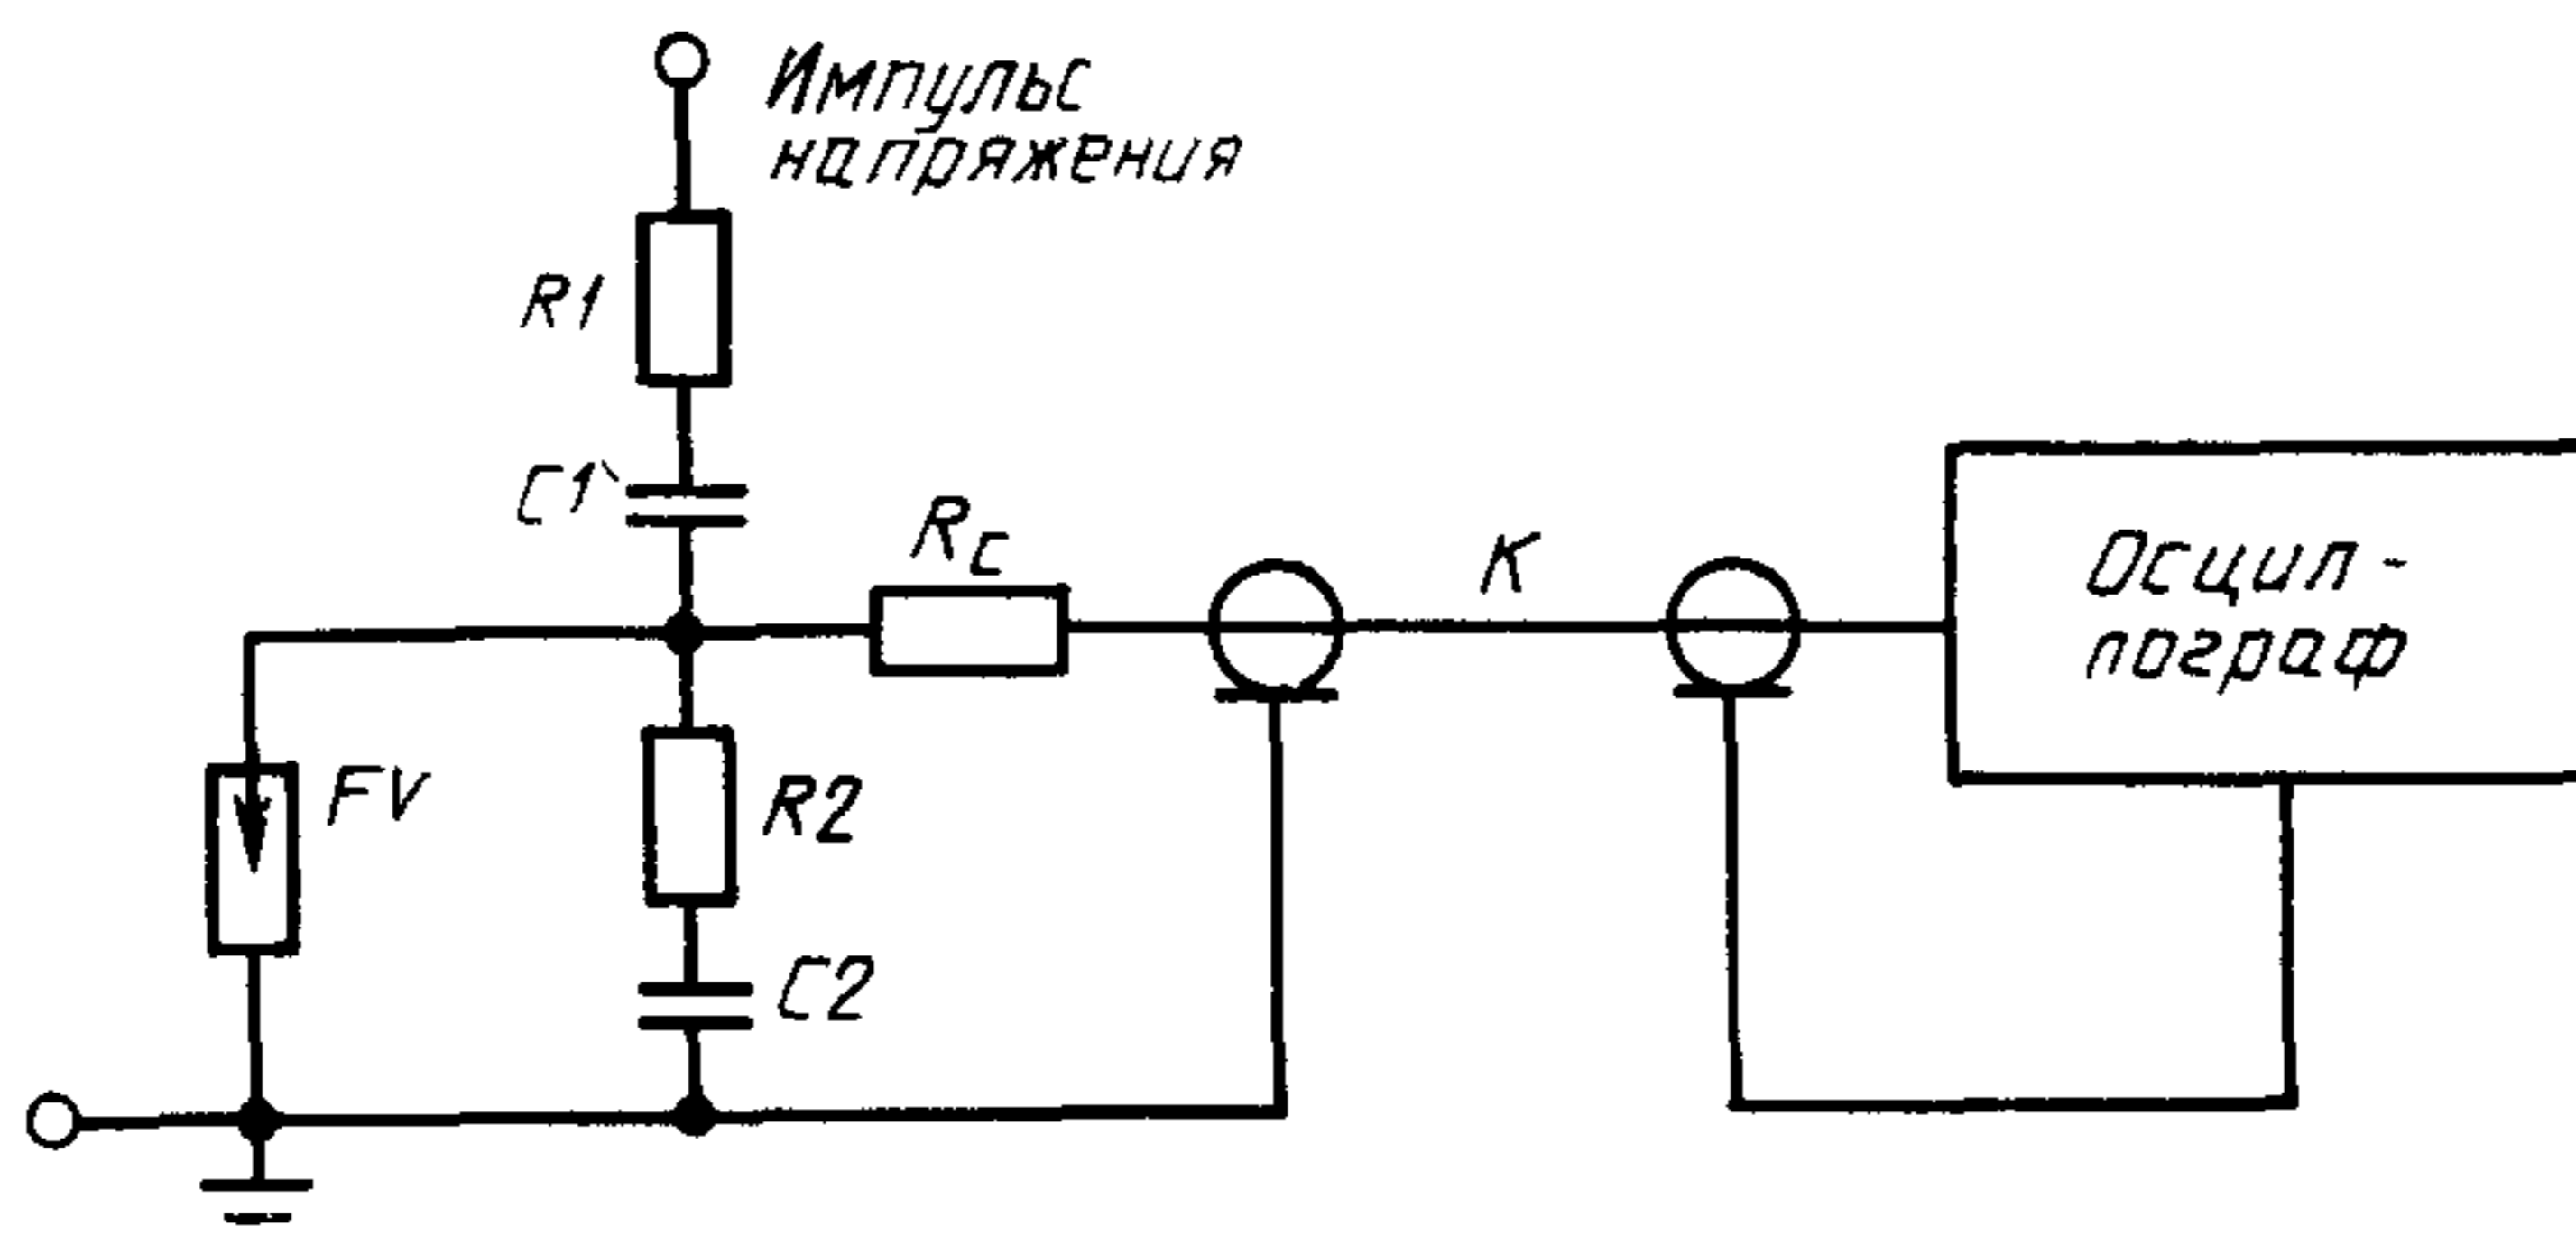 Импульс
напряжения
R1
C1
Rc
K
Осцил-
лограф
FV
R2
C2